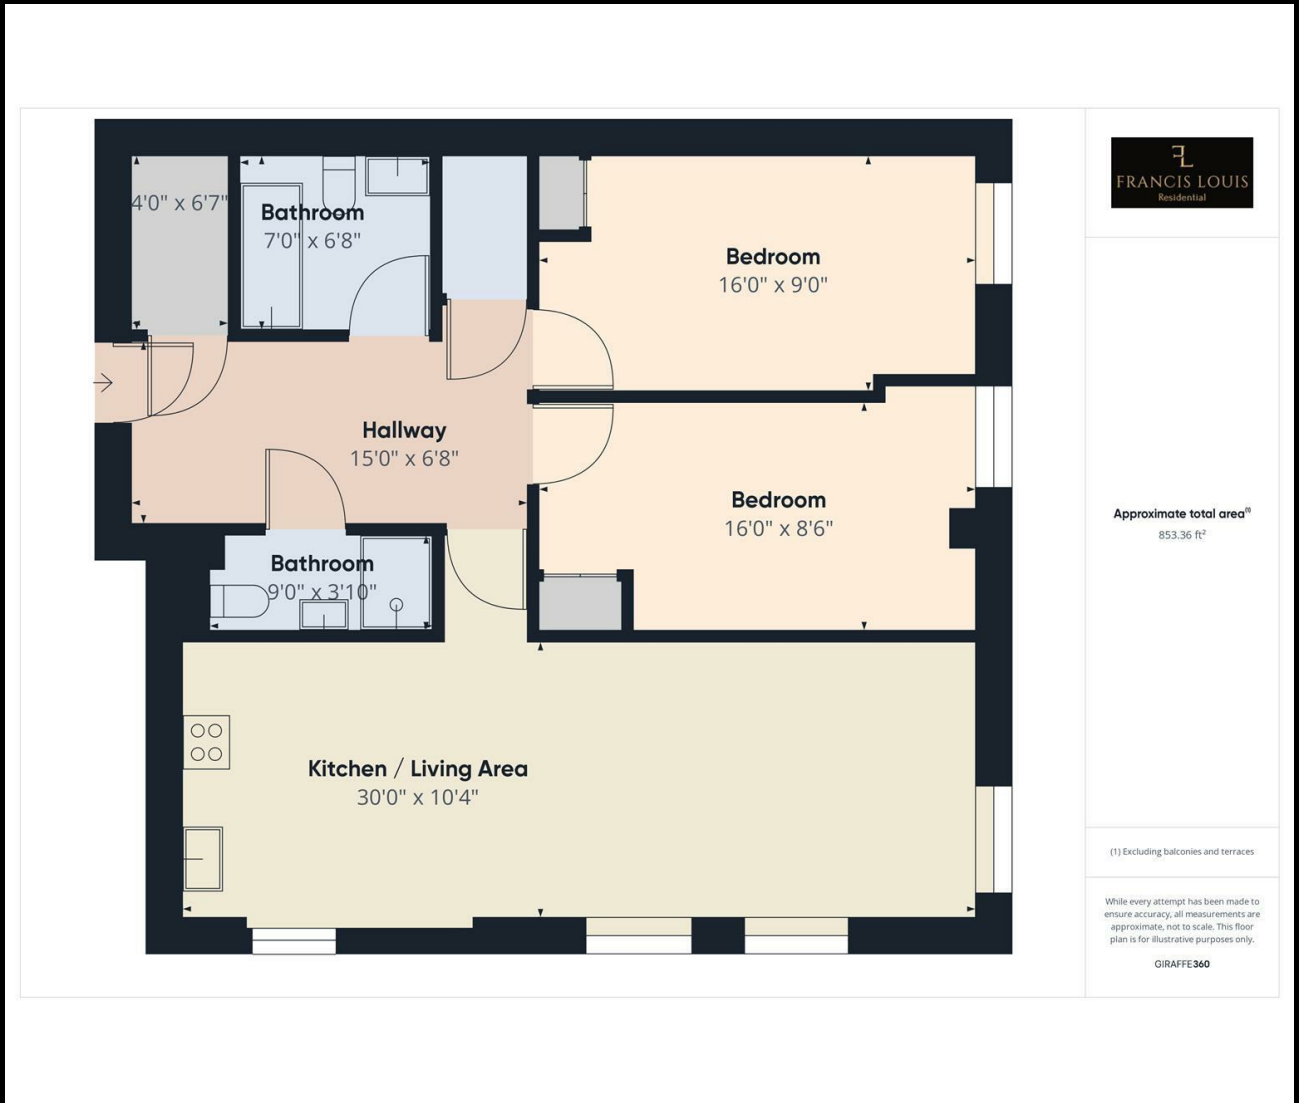 4'0" x 6'7"
Bathroom
7'0" x 6'8"
Bedroom
16'0" x 9'0"
Hallway
15'0" x 6'8"
Bedroom
16'0" x 8'6"
Bathroom
9'0" x 3'10"
Kitchen / Living Area
30'0" x 10'4"
FL
FRANCIS LOUIS
Residential
Approximate total area⁽¹⁾
853.36 ft²
(1) Excluding balconies and terraces
While every attempt has been made to
ensure accuracy, all measurements are
approximate, not to scale. This floor
plan is for illustrative purposes only.
GIRAFFE360